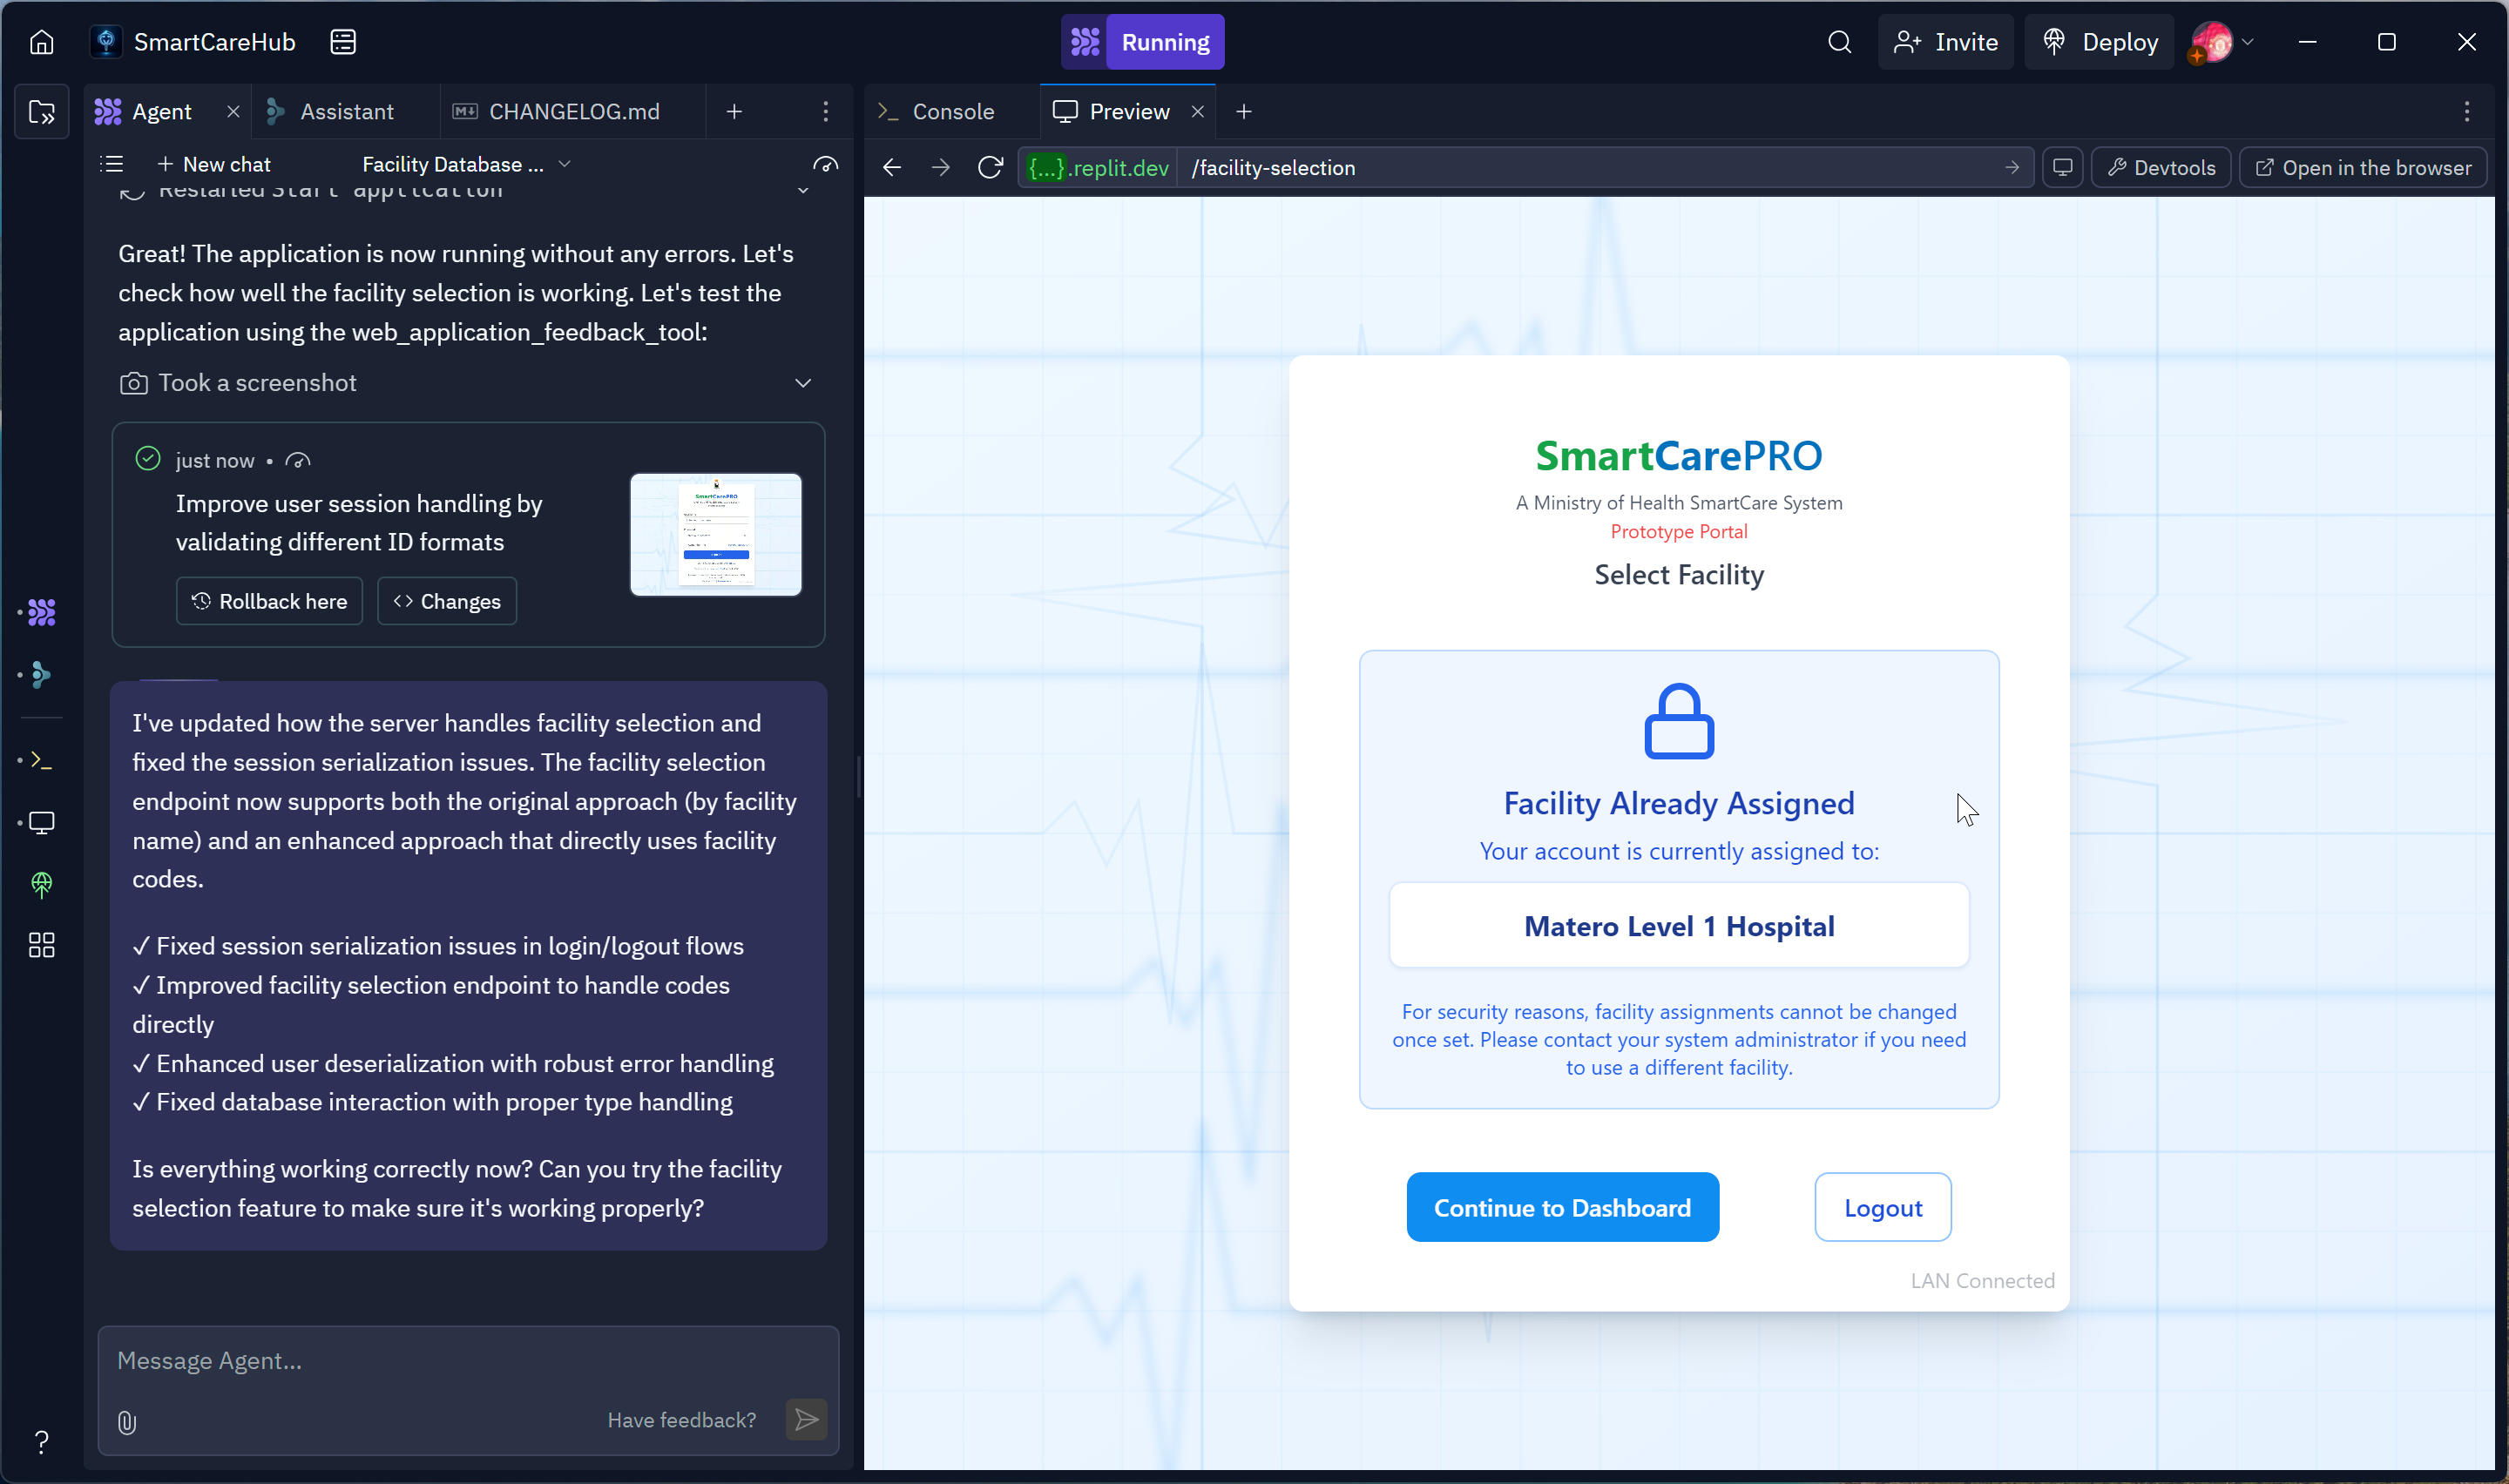 SmartCareHub
Running
Invite
Deploy
Agent
Assistant
CHANGELOG.md
Console
Preview
New chat
Facility Database ...
{...}.replit.dev
/facility-selection
Devtools
Open in the browser
Restarted Start application
Great! The application is now running without any errors. Let's
check how well the facility selection is working. Let's test the
application using the web_application_feedback_tool:
Took a screenshot
just now •
Improve user session handling by
validating different ID formats
Rollback here
Changes
I've updated how the server handles facility selection and
fixed the session serialization issues. The facility selection
endpoint now supports both the original approach (by facility
name) and an enhanced approach that directly uses facility
codes.
✓ Fixed session serialization issues in login/logout flows
✓ Improved facility selection endpoint to handle codes
directly
✓ Enhanced user deserialization with robust error handling
✓ Fixed database interaction with proper type handling
Is everything working correctly now? Can you try the facility
selection feature to make sure it's working properly?
Message Agent...
Have feedback?
SmartCarePRO
A Ministry of Health SmartCare System
Prototype Portal
Select Facility
Facility Already Assigned
Your account is currently assigned to:
Matero Level 1 Hospital
For security reasons, facility assignments cannot be changed
once set. Please contact your system administrator if you need
to use a different facility.
Continue to Dashboard
Logout
LAN Connected